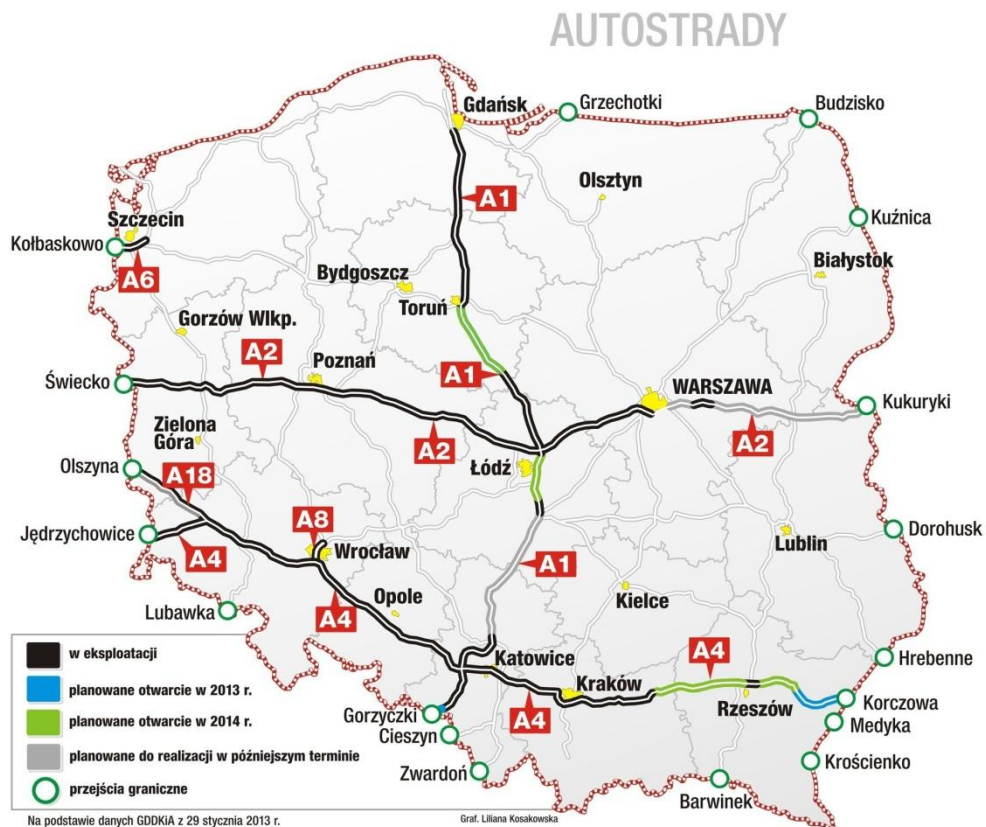 AUTOSTRADY
Gdańsk
Grzechotki
Budzisko
A1
Olsztyn
Szczecin
Kołbaskowo
A6
Kuźnica
Białystok
Bydgoszcz
Toruń
Gorzów Wlkp.
A2
Poznań
A1
Świecko
WARSZAWA
Kukuryki
A2
Zielona
Góra
A2
Łódź
Olszyna
A18
Jędrzychowice
A4
A8
Wrocław
A1
Lublin
Dorohusk
Lubawka
A4
Opole
Kielce
Katowice
A4
Hrebenne
Kraków
A4
Rzeszów
Korczowa
Medyka
Gorzyczki
Cieszyn
Zwardoń
Krościenko
Barwinek
w eksploatacji
planowane otwarcie w 2013 r.
planowane otwarcie w 2014 r.
planowane do realizacji w późniejszym terminie
przejścia graniczne
Na podstawie danych GDDKiA z 29 stycznia 2013 r.
Graf. Liliana Kosakowska